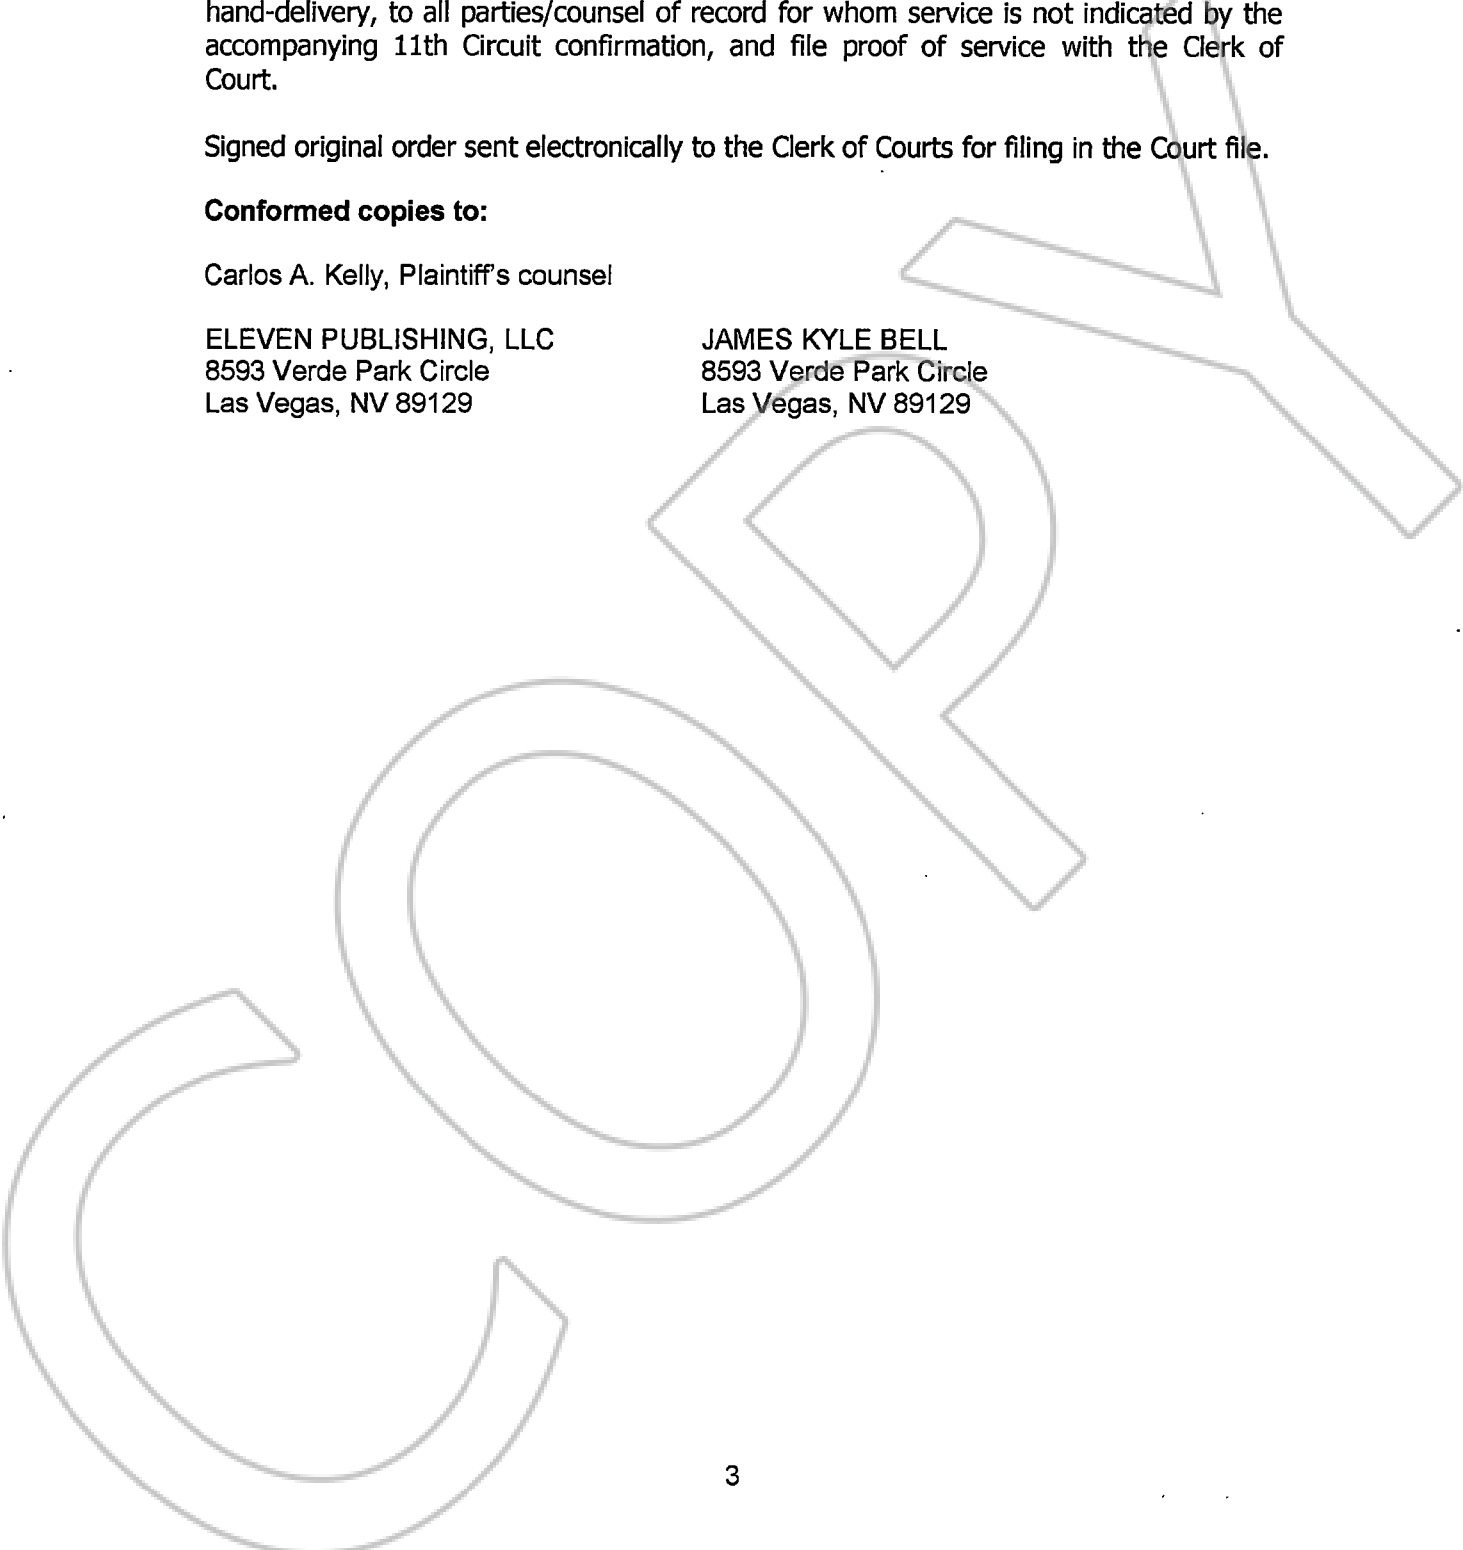 hand-delivery, to all parties/counsel of record for whom service is not indicated by the
accompanying 11th Circuit confirmation, and file proof of service with the Clerk of
Court.
Signed original order sent electronically to the Clerk of Courts for filing in the Court file.
Conformed copies to:
Carlos A. Kelly, Plaintiff's counsel
ELEVEN PUBLISHING, LLC
8593 Verde Park Circle
Las Vegas, NV 89129
JAMES KYLE BELL
8593 Verde Park Circle
Las Vegas, NV 89129
COPY
3